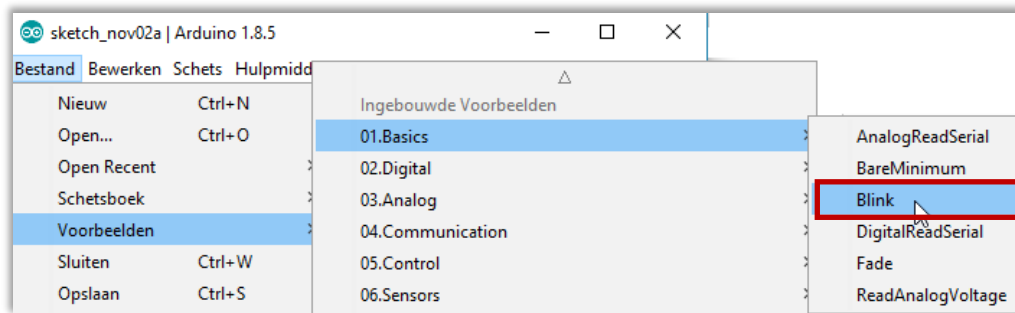 sketch_nov02a | Arduino 1.8.5
Bestand Bewerken Schets Hulpmidd
Nieuw Ctrl+N
Open... Ctrl+O
Open Recent
Schetsboek
Voorbeelden
Sluiten Ctrl+W
Opslaan Ctrl+S
Ingebouwde Voorbeelden
01.Basics
02.Digital
03.Analog
04.Communication
05.Control
06.Sensors
AnalogReadSerial
BareMinimum
Blink
DigitalReadSerial
Fade
ReadAnalogVoltage